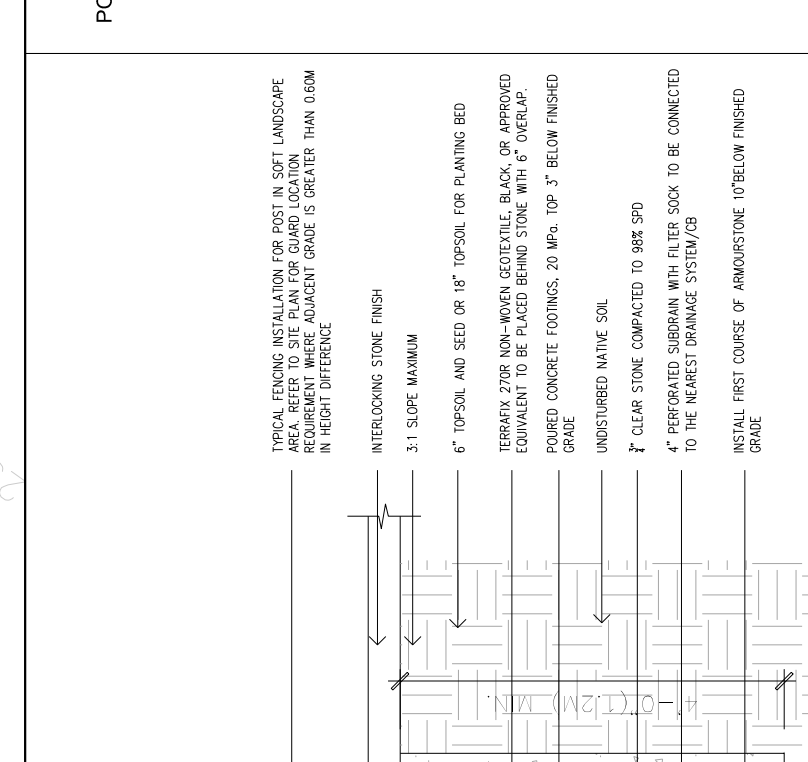 PO
TYPICAL FENCING INSTALLATION FOR POST IN SOFT LANDSCAPE
AREA. REFER TO SITE PLAN FOR GUARD LOCATION
REQUIREMENT WHERE ADJACENT GRADE IS GREATER THAN 0.60M
IN HEIGHT DIFFERENCE
INTERLOCKING STONE FINISH
3:1 SLOPE MAXIMUM
6" TOPSOIL AND SEED OR 18" TOPSOIL FOR PLANTING BED
TERRAFIX 270R NON-WOVEN GEOTEXTILE, BLACK, OR APPROVED
EQUIVALENT TO BE PLACED BEHIND STONE WITH 6" OVERLAP.
POURED CONCRETE FOOTINGS, 20 MPa. TOP 3" BELOW FINISHED
GRADE
UNDISTURBED NATIVE SOIL
3/4" CLEAR STONE COMPACTED TO 98% SPD
4" PERFORATED SUBDRAIN WITH FILTER SOCK TO BE CONNECTED
TO THE NEAREST DRAINAGE SYSTEM/CB
INSTALL FIRST COURSE OF ARMOURSTONE 10"BELOW FINISHED
GRADE
4'-0"(1.2M) MIN.